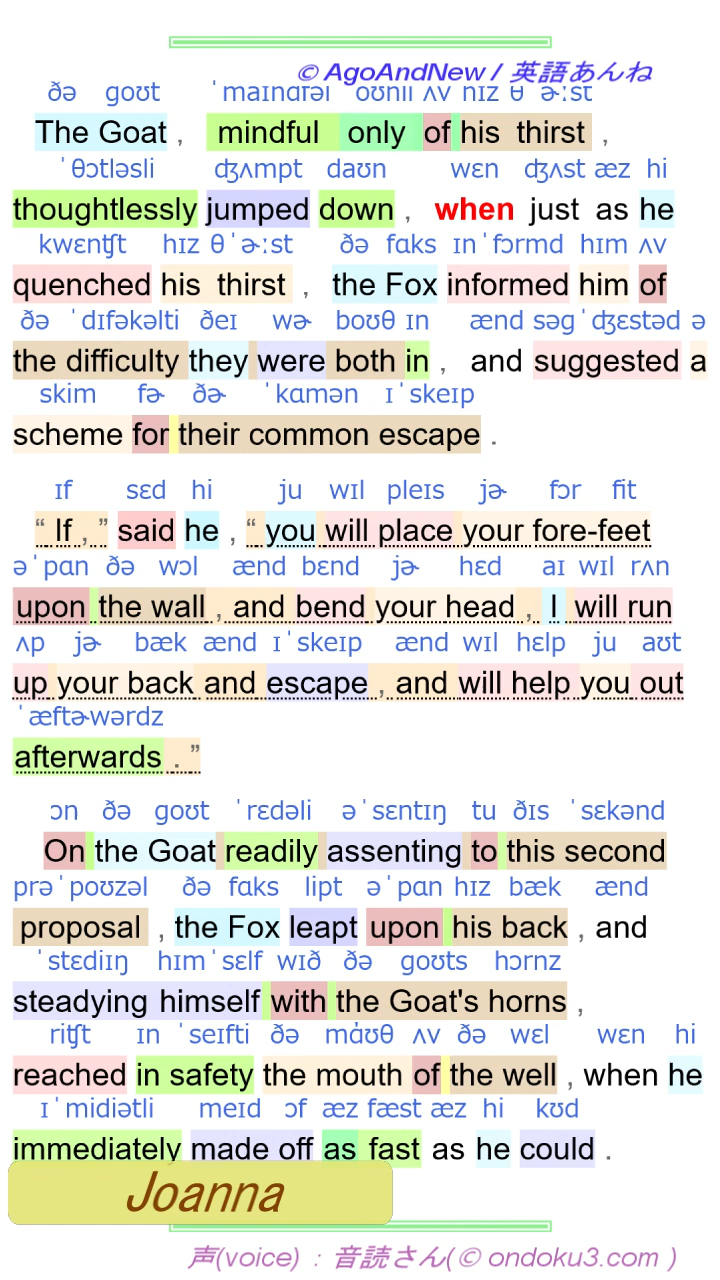 © AgoAndNew / 英語あんね
ðə goʊt ˈmaɪnɑfəl oʊnli ʌv hɪz θˈɚːst
The Goat , mindful only of his thirst ,
ˈθɔtləsli ʤʌmpt daʊn wɛn ʤʌst æz hi
thoughtlessly jumped down , when just as he
kwɛnʧt hɪz θˈɚːst ðə fɑks ɪnˈfɔrmd hɪm ʌv
quenched his thirst , the Fox informed him of
ðə ˈdɪfəkəlti ðeɪ wɚ boʊθ ɪn ænd səgˈʤɛstəd ə
the difficulty they were both in , and suggested a
skim fɚ ðɚ ˈkɑmən ɪˈskeɪp
scheme for their common escape .
ɪf sɛd hi ju wɪl pleɪs jɚ fɔr fit
“ If , ” said he , “ you will place your fore-feet
əˈpɑn ðə wɔl ænd bɛnd jɚ hɛd aɪ wɪl rʌn
upon the wall , and bend your head , I will run
ʌp jɚ bæk ænd ɪˈskeɪp ænd wɪl hɛlp ju aʊt
up your back and escape , and will help you out
ˈæftɚwərdz
afterwards . ”
ɔn ðə goʊt ˈrɛdəli əˈsɛntɪŋ tu ðɪs ˈsɛkənd
On the Goat readily assenting to this second
prəˈpoʊzəl ðə fɑks lipt əˈpɑn hɪz bæk ænd
proposal , the Fox leapt upon his back , and
ˈstɛdiɪŋ hɪmˈsɛlf wɪð ðə goʊts hɔrnz
steadying himself with the Goat's horns ,
riʧt ɪn ˈseɪfti ðə mɑ̍ʊθ ʌv ðə wɛl wɛn hi
reached in safety the mouth of the well , when he
ɪˈmidiətli meɪd ɔf æz fæst æz hi kʊd
immediately made off as fast as he could .
Joanna
声(voice) : 音読さん(© ondoku3.com )